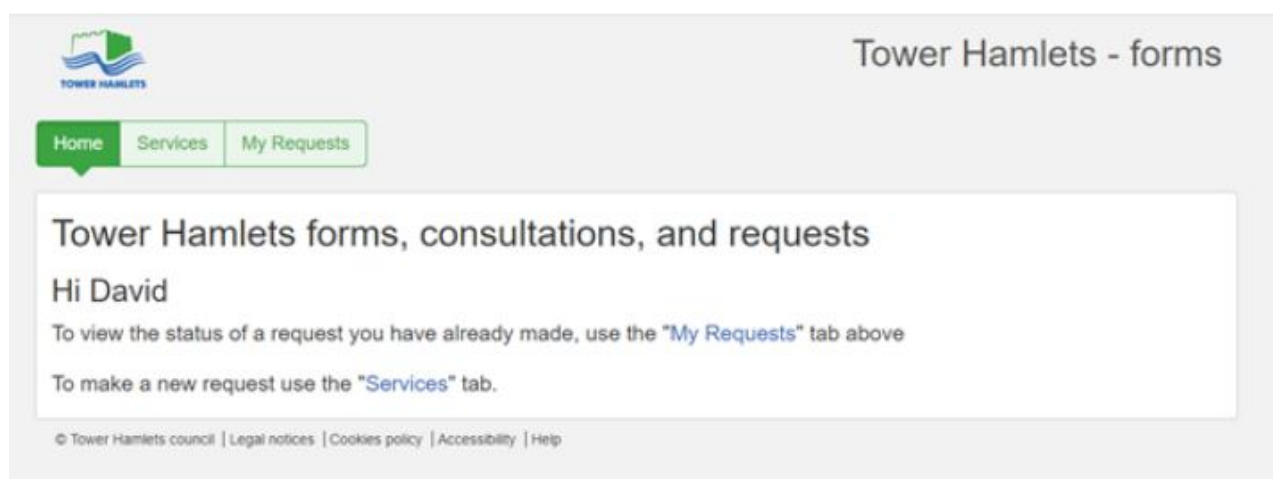 TOWER HAMLETS
Tower Hamlets - forms
Home Services My Requests
Tower Hamlets forms, consultations, and requests
Hi David
To view the status of a request you have already made, use the "My Requests" tab above
To make a new request use the "Services" tab.
© Tower Hamlets council | Legal notices | Cookies policy | Accessibility | Help